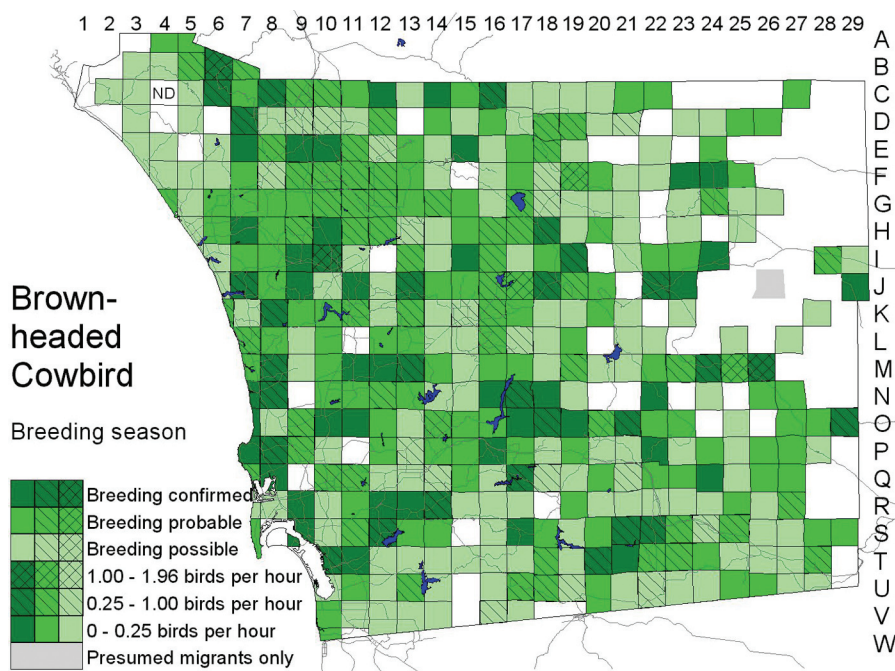 1 2 3 4 5 6 7 8 9 10 11 12 13 14 15 16 17 18 19 20 21 22 23 24 25 26 27 28 29
A
B
C
D
E
F
G
H
I
J
K
L
M
N
O
P
Q
R
S
T
U
V
W
ND
Brown-
headed
Cowbird
Breeding season
Breeding confirmed
Breeding probable
Breeding possible
1.00 - 1.96 birds per hour
0.25 - 1.00 birds per hour
0 - 0.25 birds per hour
Presumed migrants only